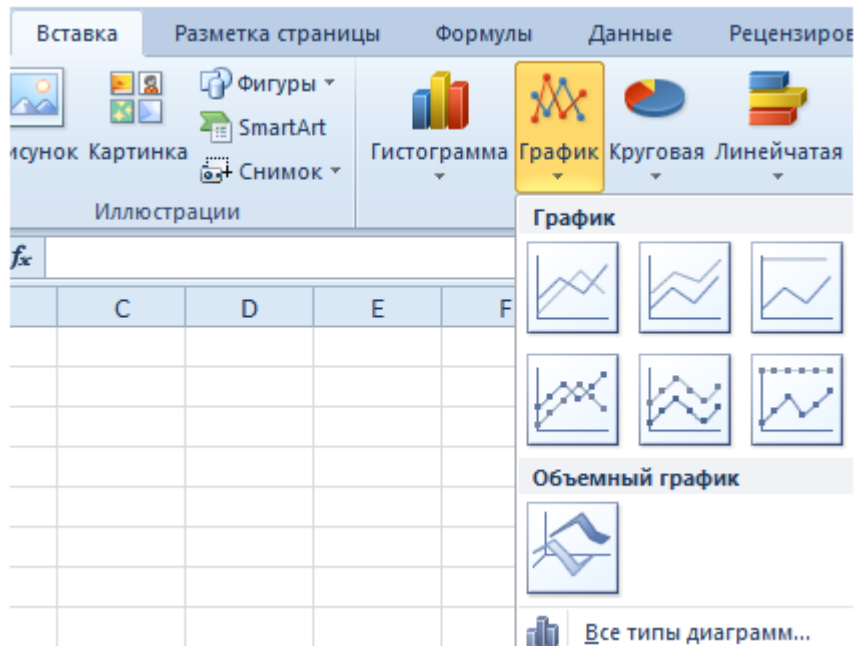 Вставка Разметка страницы Формулы Данные Рецензиров
Фигуры
SmartArt
Снимок
исунок Картинка Гистограмма График Круговая Линейчатая
Иллюстрации
График
fx
C D E F
Объемный график
Все типы диаграмм...